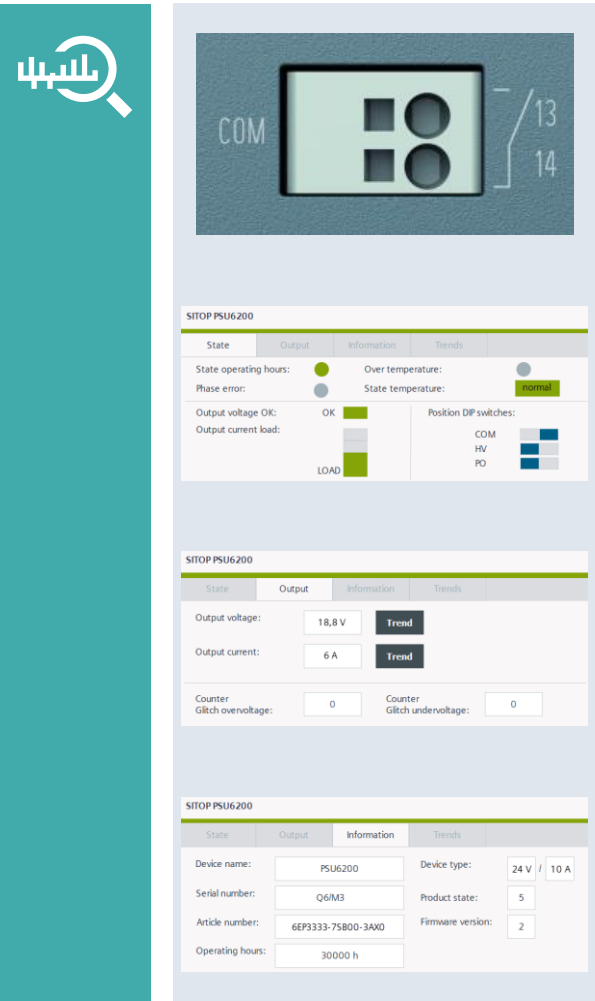 COM
13
14
SITOP PSU6200
State Output Information Trends
State operating hours: Over temperature:
Phase error: State temperature: normal
Output voltage OK: OK Position DIP switches:
Output current load: COM
HV
PO
LOAD
SITOP PSU6200
State Output Information Trends
Output voltage: 18,8 V Trend
Output current: 6 A Trend
Counter Counter
Glitch overvoltage: 0 Glitch undervoltage: 0
SITOP PSU6200
State Output Information Trends
Device name: PSU6200 Device type: 24 V / 10 A
Serial number: Q6/M3 Product state: 5
Article number: 6EP3333-7SB00-3AX0 Firmware version: 2
Operating hours: 30000 h